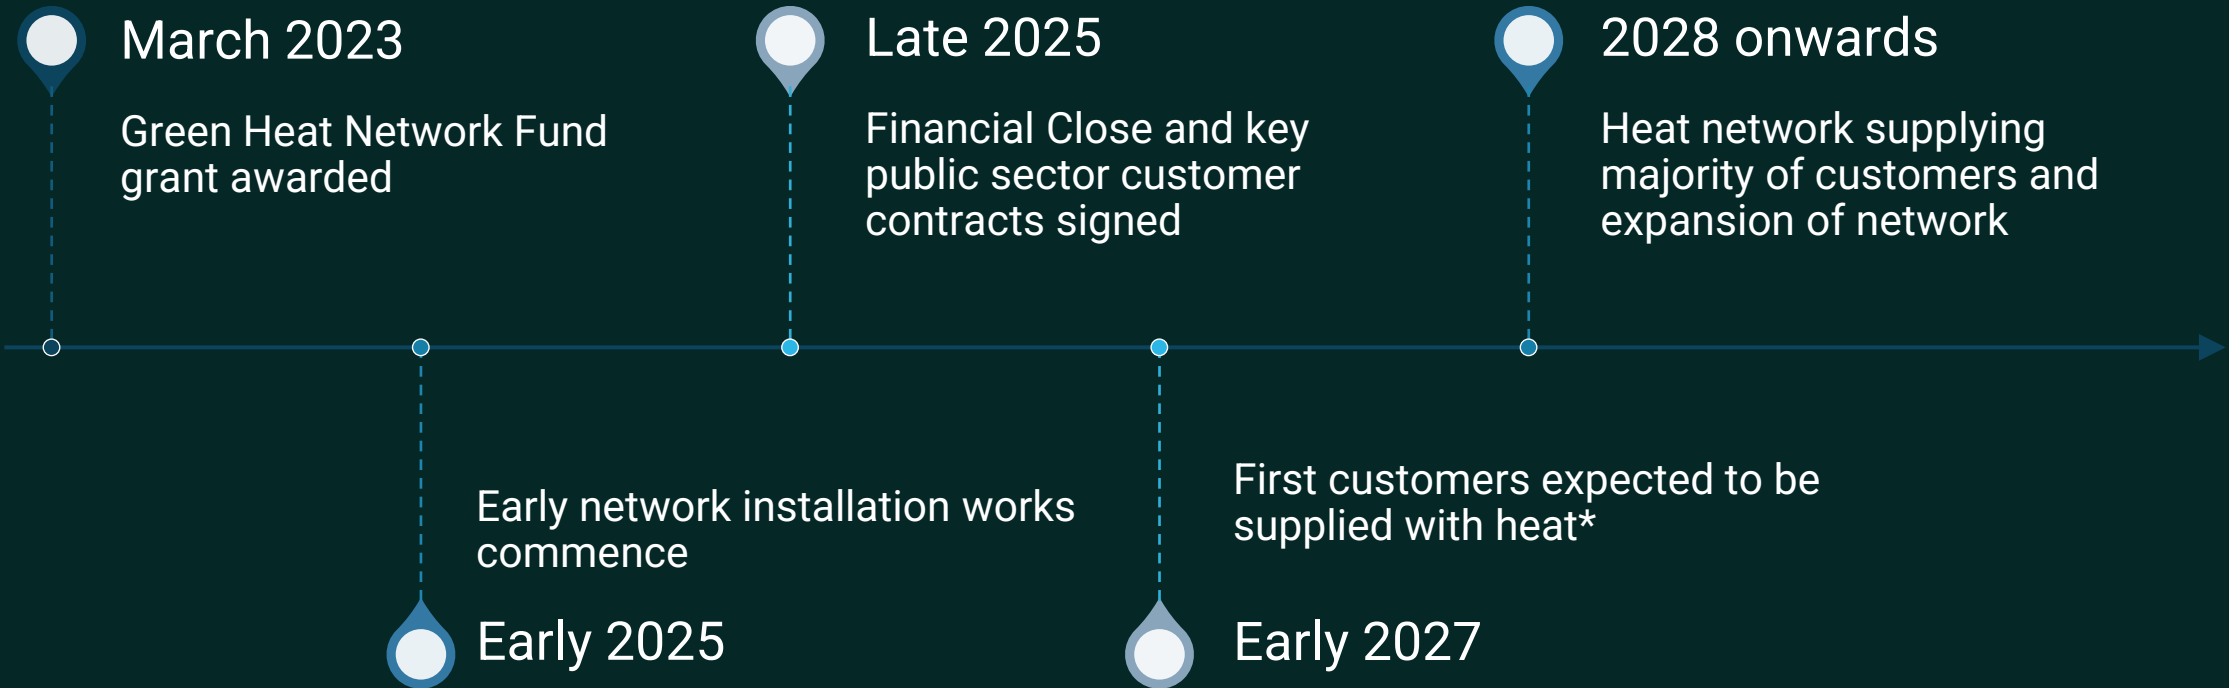 March 2023
Green Heat Network Fund
grant awarded
Early network installation works
commence
Early 2025
Late 2025
Financial Close and key
public sector customer
contracts signed
First customers expected to be
supplied with heat*
Early 2027
2028 onwards
Heat network supplying
majority of customers and
expansion of network